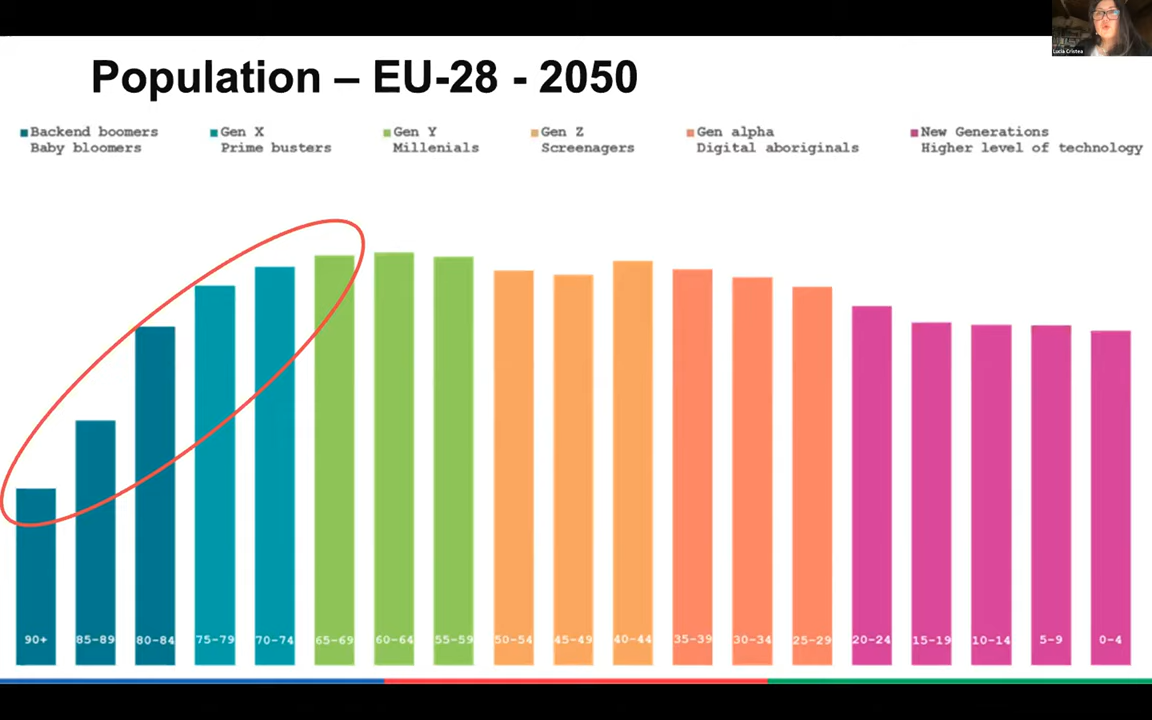 Lucia Cristea
Population – EU-28 - 2050
Backend boomers
Baby bloomers
Gen X
Prime busters
Gen Y
Millenials
Gen Z
Screenagers
Gen alpha
Digital aboriginals
New Generations
Higher level of technology
90+
85-89
80-84
75-79
70-74
65-69
60-64
55-59
50-54
45-49
40-44
35-39
30-34
25-29
20-24
15-19
10-14
5-9
0-4